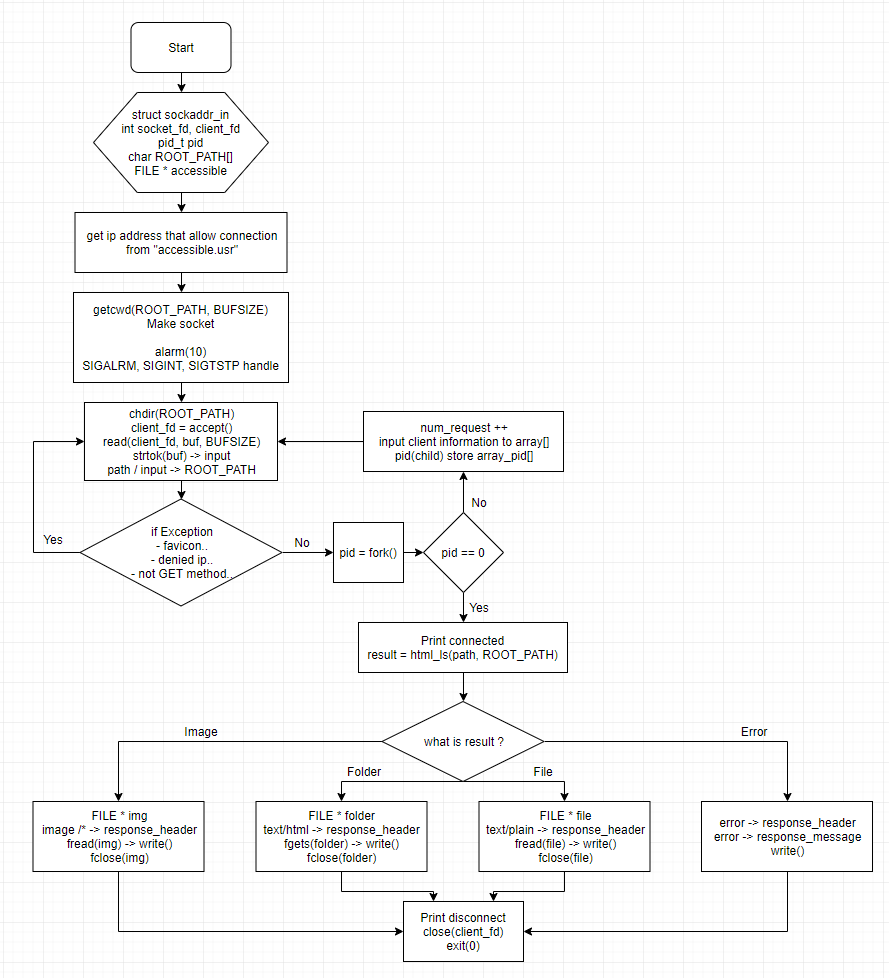 Start
struct sockaddr_in
int socket_fd, client_fd
pid_t pid
char ROOT_PATH[]
FILE * accessible
get ip address that allow connection
from "accessible.usr"
getcwd(ROOT_PATH, BUFSIZE)
Make socket
alarm(10)
SIGALRM, SIGINT, SIGTSTP handle
chdir(ROOT_PATH)
client_fd = accept()
read(client_fd, buf, BUFSIZE)
strtok(buf) -> input
path / input -> ROOT_PATH
num_request ++
input client information to array[]
pid(child) store array_pid[]
No
Yes
if Exception
- favicon..
- denied ip..
- not GET method..
No
pid = fork()
pid == 0
Yes
Print connected
result = html_ls(path, ROOT_PATH)
what is result ?
Image
Error
Folder
File
FILE * img
image /* -> response_header
fread(img) -> write()
fclose(img)
FILE * folder
text/html -> response_header
fgets(folder) -> write()
fclose(folder)
FILE * file
text/plain -> response_header
fread(file) -> write()
fclose(file)
error -> response_header
error -> response_message
write()
Print disconnect
close(client_fd)
exit(0)